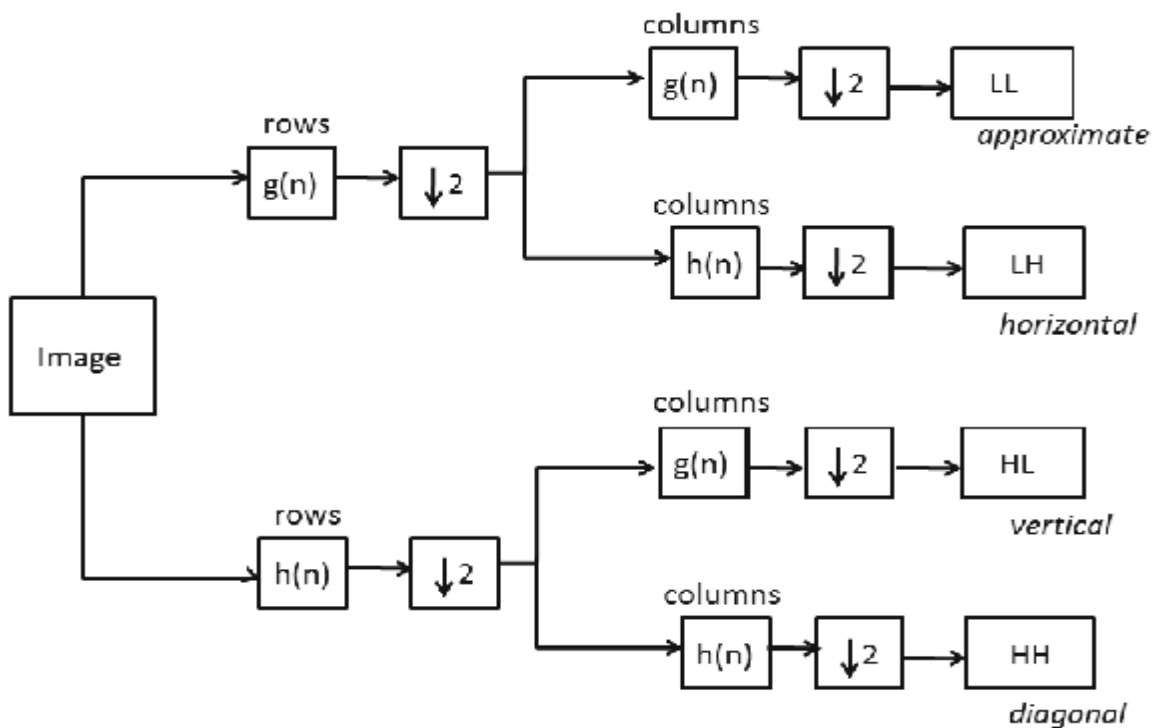 columns
g(n) ↓2 LL
approximate
rows
g(n) ↓2
columns
h(n) ↓2 LH
horizontal
Image
columns
g(n) ↓2 HL
vertical
rows
h(n) ↓2
columns
h(n) ↓2 HH
diagonal